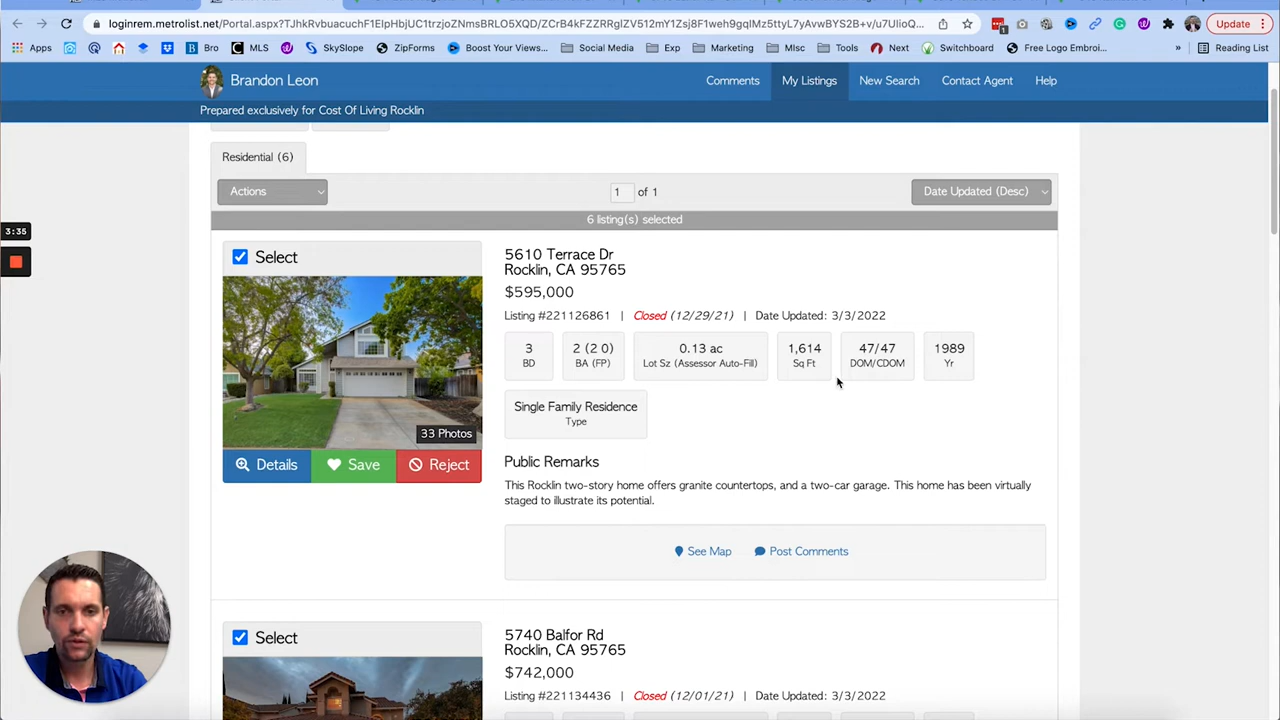 loginrem.metrolist.net/Portal.aspx?TJhkRvbuacuchF1ElpHbjUC1trzjoZNmsBRLO5XQD/ZCrB4kFZZRRglZV512mY1Zsj8F1weh9gqlMz5ttyL7yAvwBYS2B+v/u7UlioQ...
Update
Apps
Bro
MLS
SkySlope
ZipForms
Boost Your Views...
Social Media
Exp
Marketing
MIsc
Tools
Next
Switchboard
Free Logo Embroi...
»
Reading List
Brandon Leon
Comments
My Listings
New Search
Contact Agent
Help
Prepared exclusively for Cost Of Living Rocklin
Residential (6)
Actions
1 of 1
Date Updated (Desc)
6 listing(s) selected
3:35
Select
5610 Terrace Dr
Rocklin, CA 95765
$595,000
Listing #221126861 | Closed (12/29/21) | Date Updated: 3/3/2022
3 2 (2 0) 0.13 ac 1,614 47/47 1989
BD BA (FP) Lot Sz (Assessor Auto-Fill) Sq Ft DOM/CDOM Yr
Single Family Residence
Type
33 Photos
Details Save Reject
Public Remarks
This Rocklin two-story home offers granite countertops, and a two-car garage. This home has been virtually
staged to illustrate its potential.
See Map Post Comments
Select
5740 Balfor Rd
Rocklin, CA 95765
$742,000
Listing #221134436 | Closed (12/01/21) | Date Updated: 3/3/2022